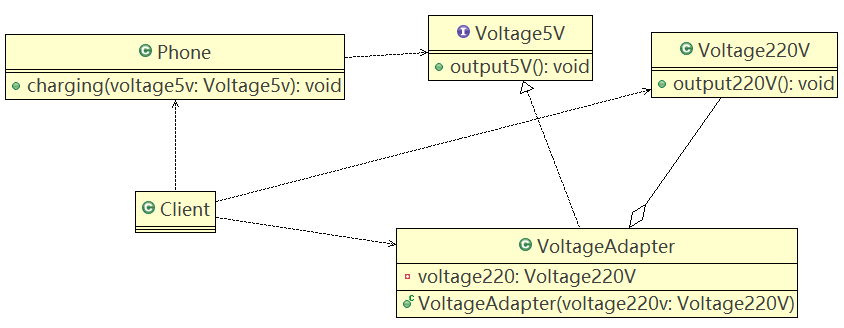 Phone
charging(voltage5v: Voltage5v): void
Voltage5V
output5V(): void
Voltage220V
output220V(): void
Client
VoltageAdapter
voltage220: Voltage220V
VoltageAdapter(voltage220v: Voltage220V)